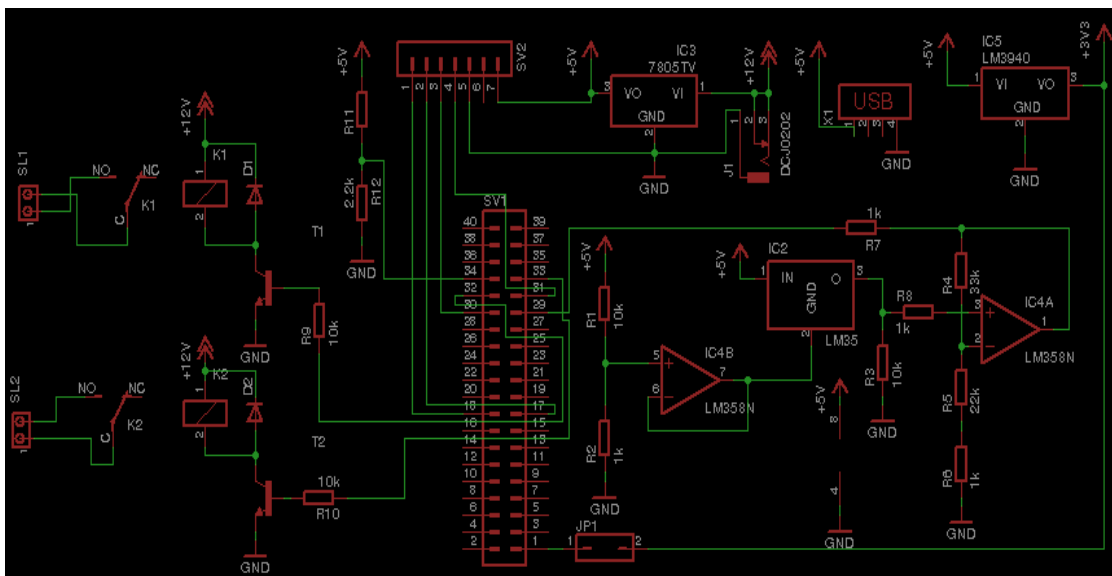 SL1
1
NO
NC
C
K1
+12V
K1
1
2
D1
T1
GND
R9
10k
SL2
1
NO
NC
C
K2
+12V
K2
1
2
D2
T2
GND
10k
R10
+5V
R11
2.2k
R12
GND
SV2
1
2
3
4
5
6
7
+5V
IC3
7805TV
3
VO
VI
1
GND
2
GND
+12V
1
2
3
J1
DCJ0202
GND
+5V
USB
X1
1
2
3
4
GND
+5V
IC5
LM3940
1
VI
VO
3
GND
2
GND
+3V3
SV1
40 39
38 37
36 35
34 33
32 31
30 29
28 27
26 25
24 23
22 21
20 19
18 17
16 15
14 13
12 11
10 9
8 7
6 5
4 3
2 1
JP1
1
2
+5V
R1
10k
R2
1k
GND
5
6
7
+
-
IC4B
LM358N
+5V
IC2
1
IN
O
3
GND
2
LM35
1k
R7
R8
1k
R3
10k
GND
+5V
8
4
GND
R4
33k
R5
22k
R6
1k
GND
3
2
1
+
-
IC4A
LM358N